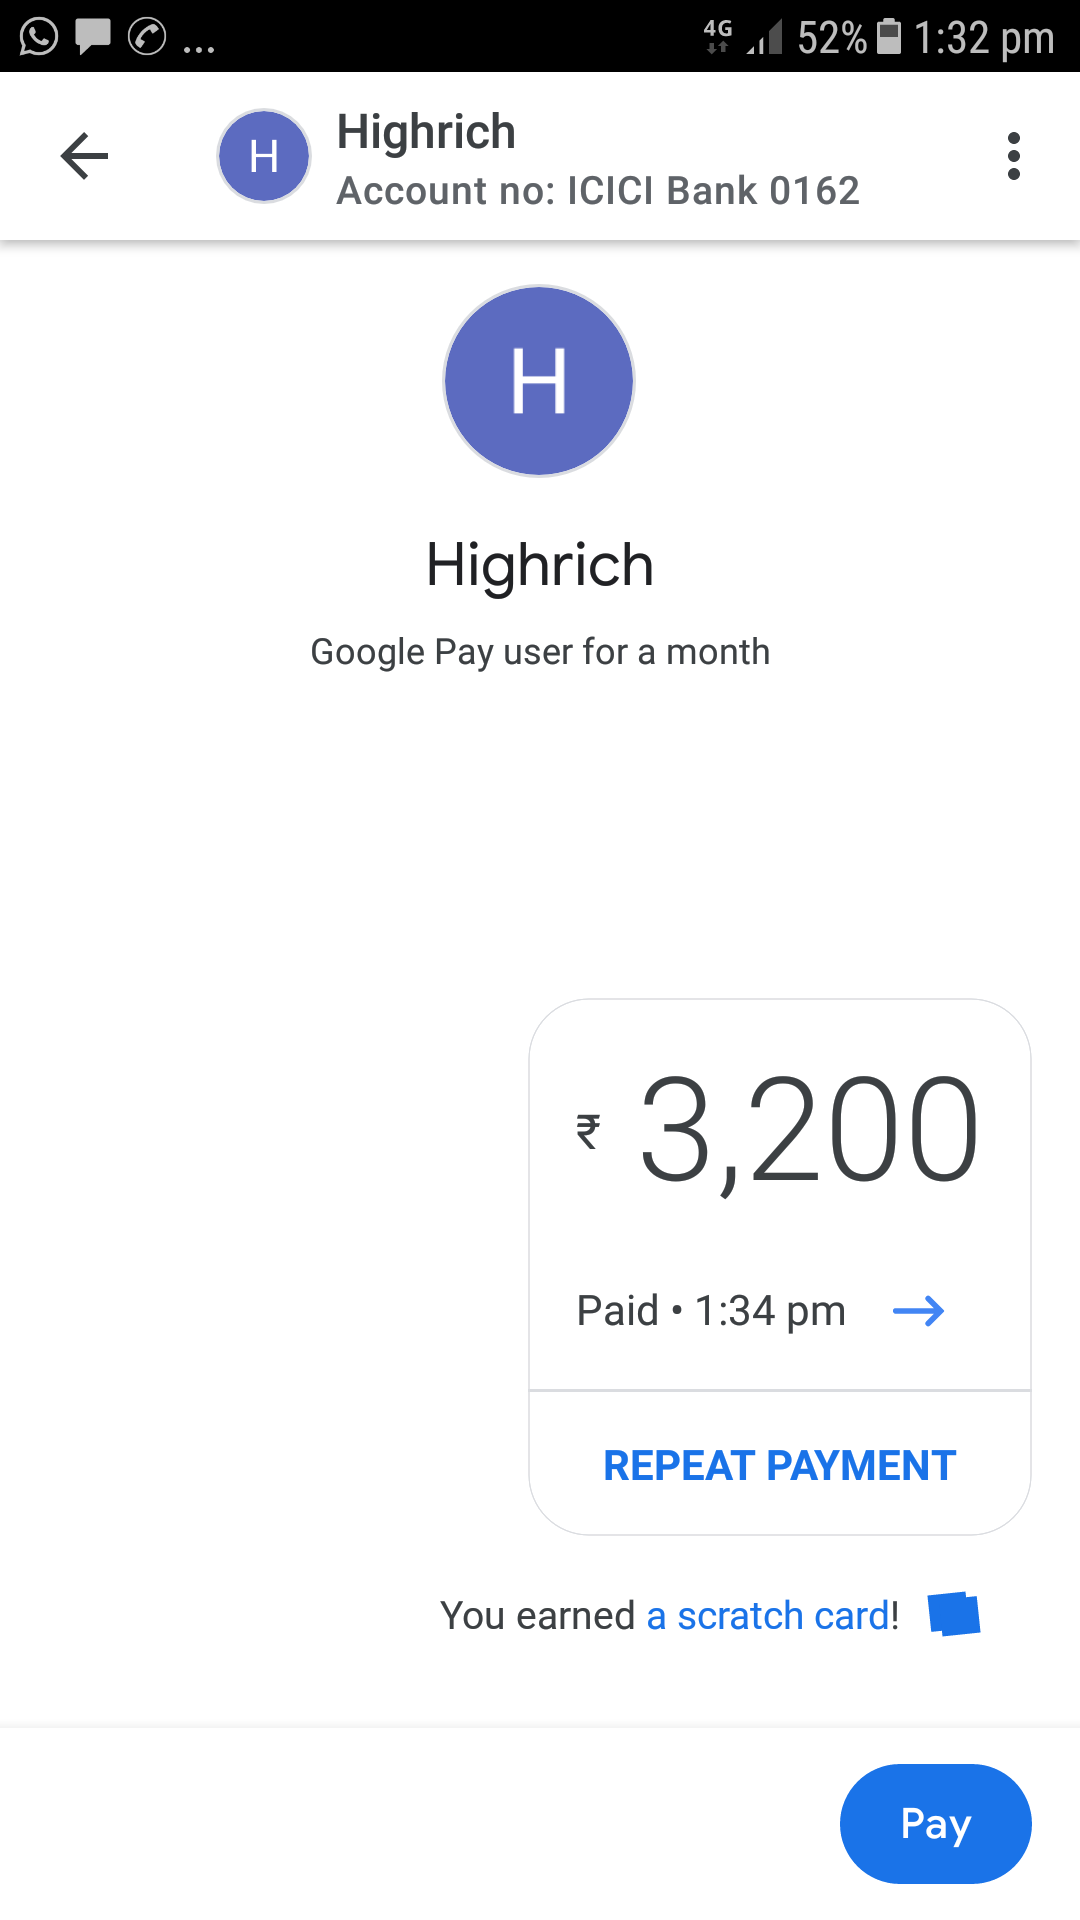 ... 4G 52% 1:32 pm
H Highrich
Account no: ICICI Bank 0162
H
Highrich
Google Pay user for a month
₹ 3,200
Paid • 1:34 pm
REPEAT PAYMENT
You earned a scratch card!
Pay